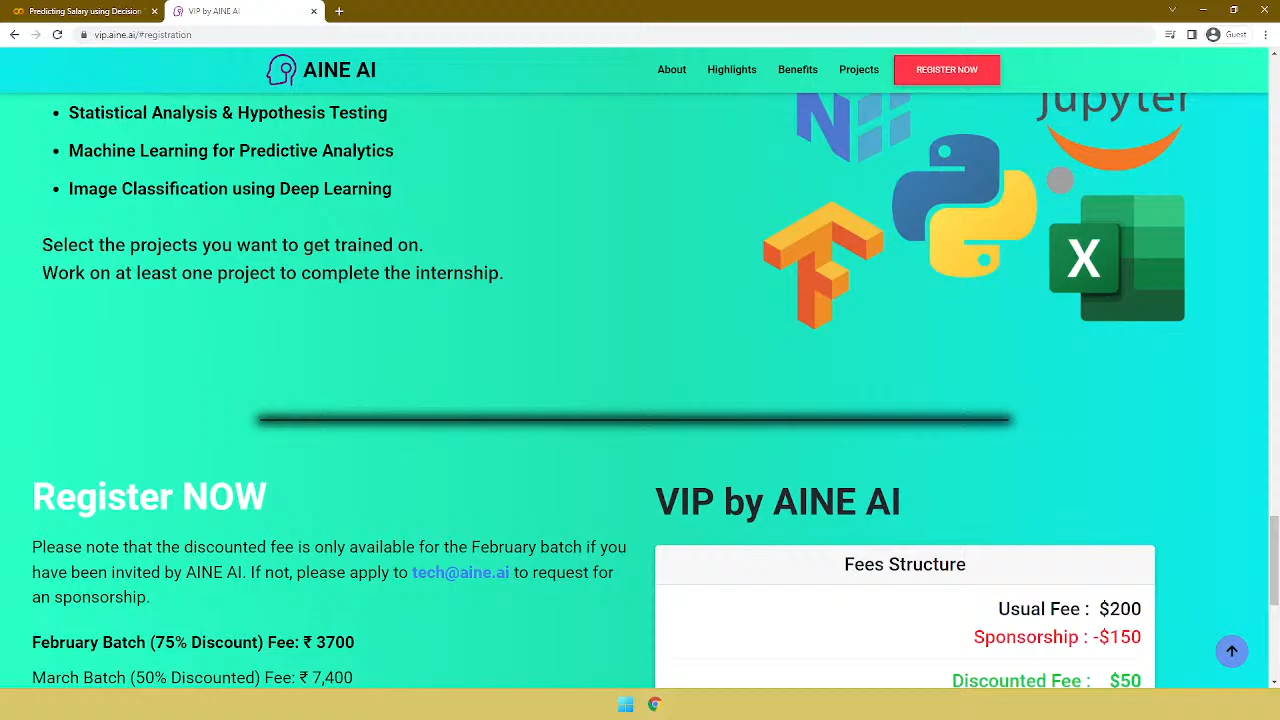 Predicting Salary using Decision
VIP by AINE AI
vip.aine.ai/#registration
Guest
AINE AI
About
Highlights
Benefits
Projects
REGISTER NOW
Statistical Analysis & Hypothesis Testing
Machine Learning for Predictive Analytics
Image Classification using Deep Learning
Select the projects you want to get trained on.
Work on at least one project to complete the internship.
jupyter
X
Register NOW
Please note that the discounted fee is only available for the February batch if you
have been invited by AINE AI. If not, please apply to tech@aine.ai to request for
an sponsorship.
February Batch (75% Discount) Fee: ₹ 3700
March Batch (50% Discounted) Fee: ₹ 7,400
VIP by AINE AI
Fees Structure
Usual Fee : $200
Sponsorship : -$150
Discounted Fee : $50